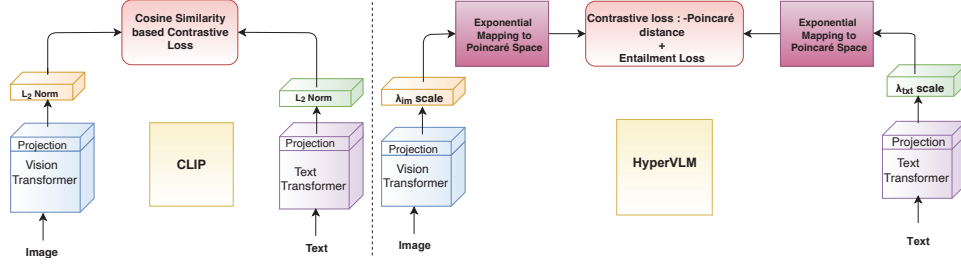 Cosine Similarity
based Contrastive
Loss
L₂ Norm
L₂ Norm
Projection
Vision
Transformer
Projection
Text
Transformer
CLIP
Image
Text
Exponential
Mapping to
Poincaré Space
Contrastive loss : -Poincaré
distance
+
Entailment Loss
Exponential
Mapping to
Poincaré Space
λim scale
λtxt scale
Projection
Vision
Transformer
Projection
Text
Transformer
HyperVLM
Image
Text